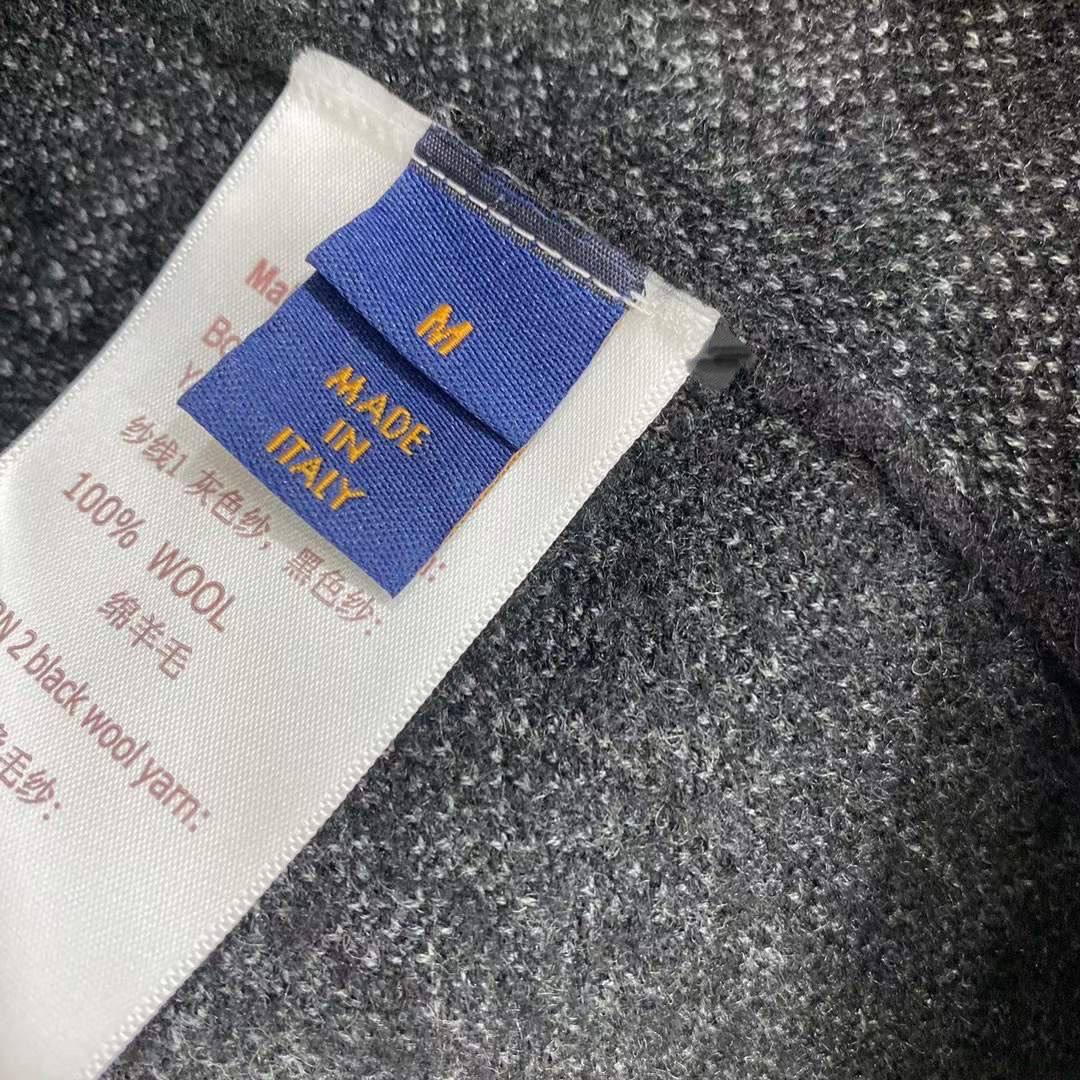 M
MADE
IN
ITALY
纱线1 灰色纱，黑色纱：
100% WOOL
绵羊毛
2 black wool yarn:
毛纱：